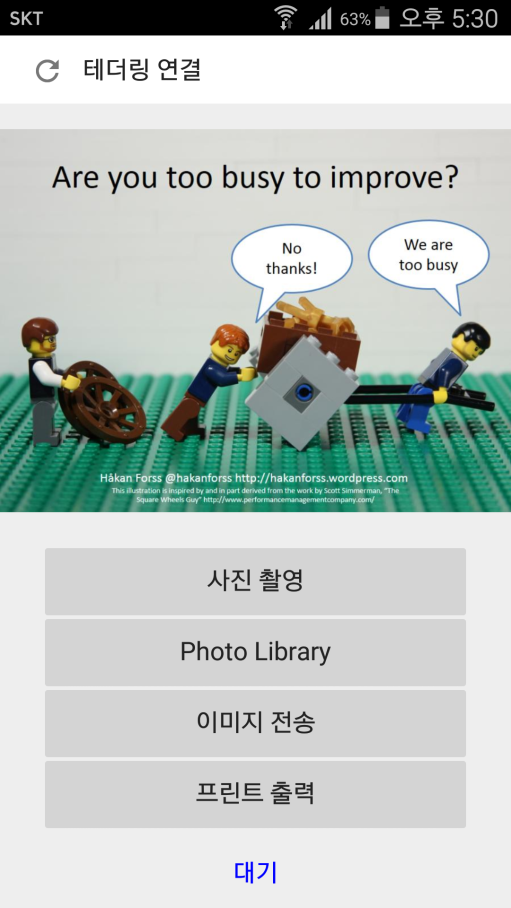 SKT 63% 오후 5:30
테더링 연결
Are you too busy to improve?
No
thanks!
We are
too busy
Håkan Forss @hakanforss http://hakanforss.wordpress.com
This illustration is inspired by and in part derived from the work by Scott Simmerman, "The
Square Wheels Guy" http://www.performancemanagementcompany.com/
사진 촬영
Photo Library
이미지 전송
프린트 출력
대기